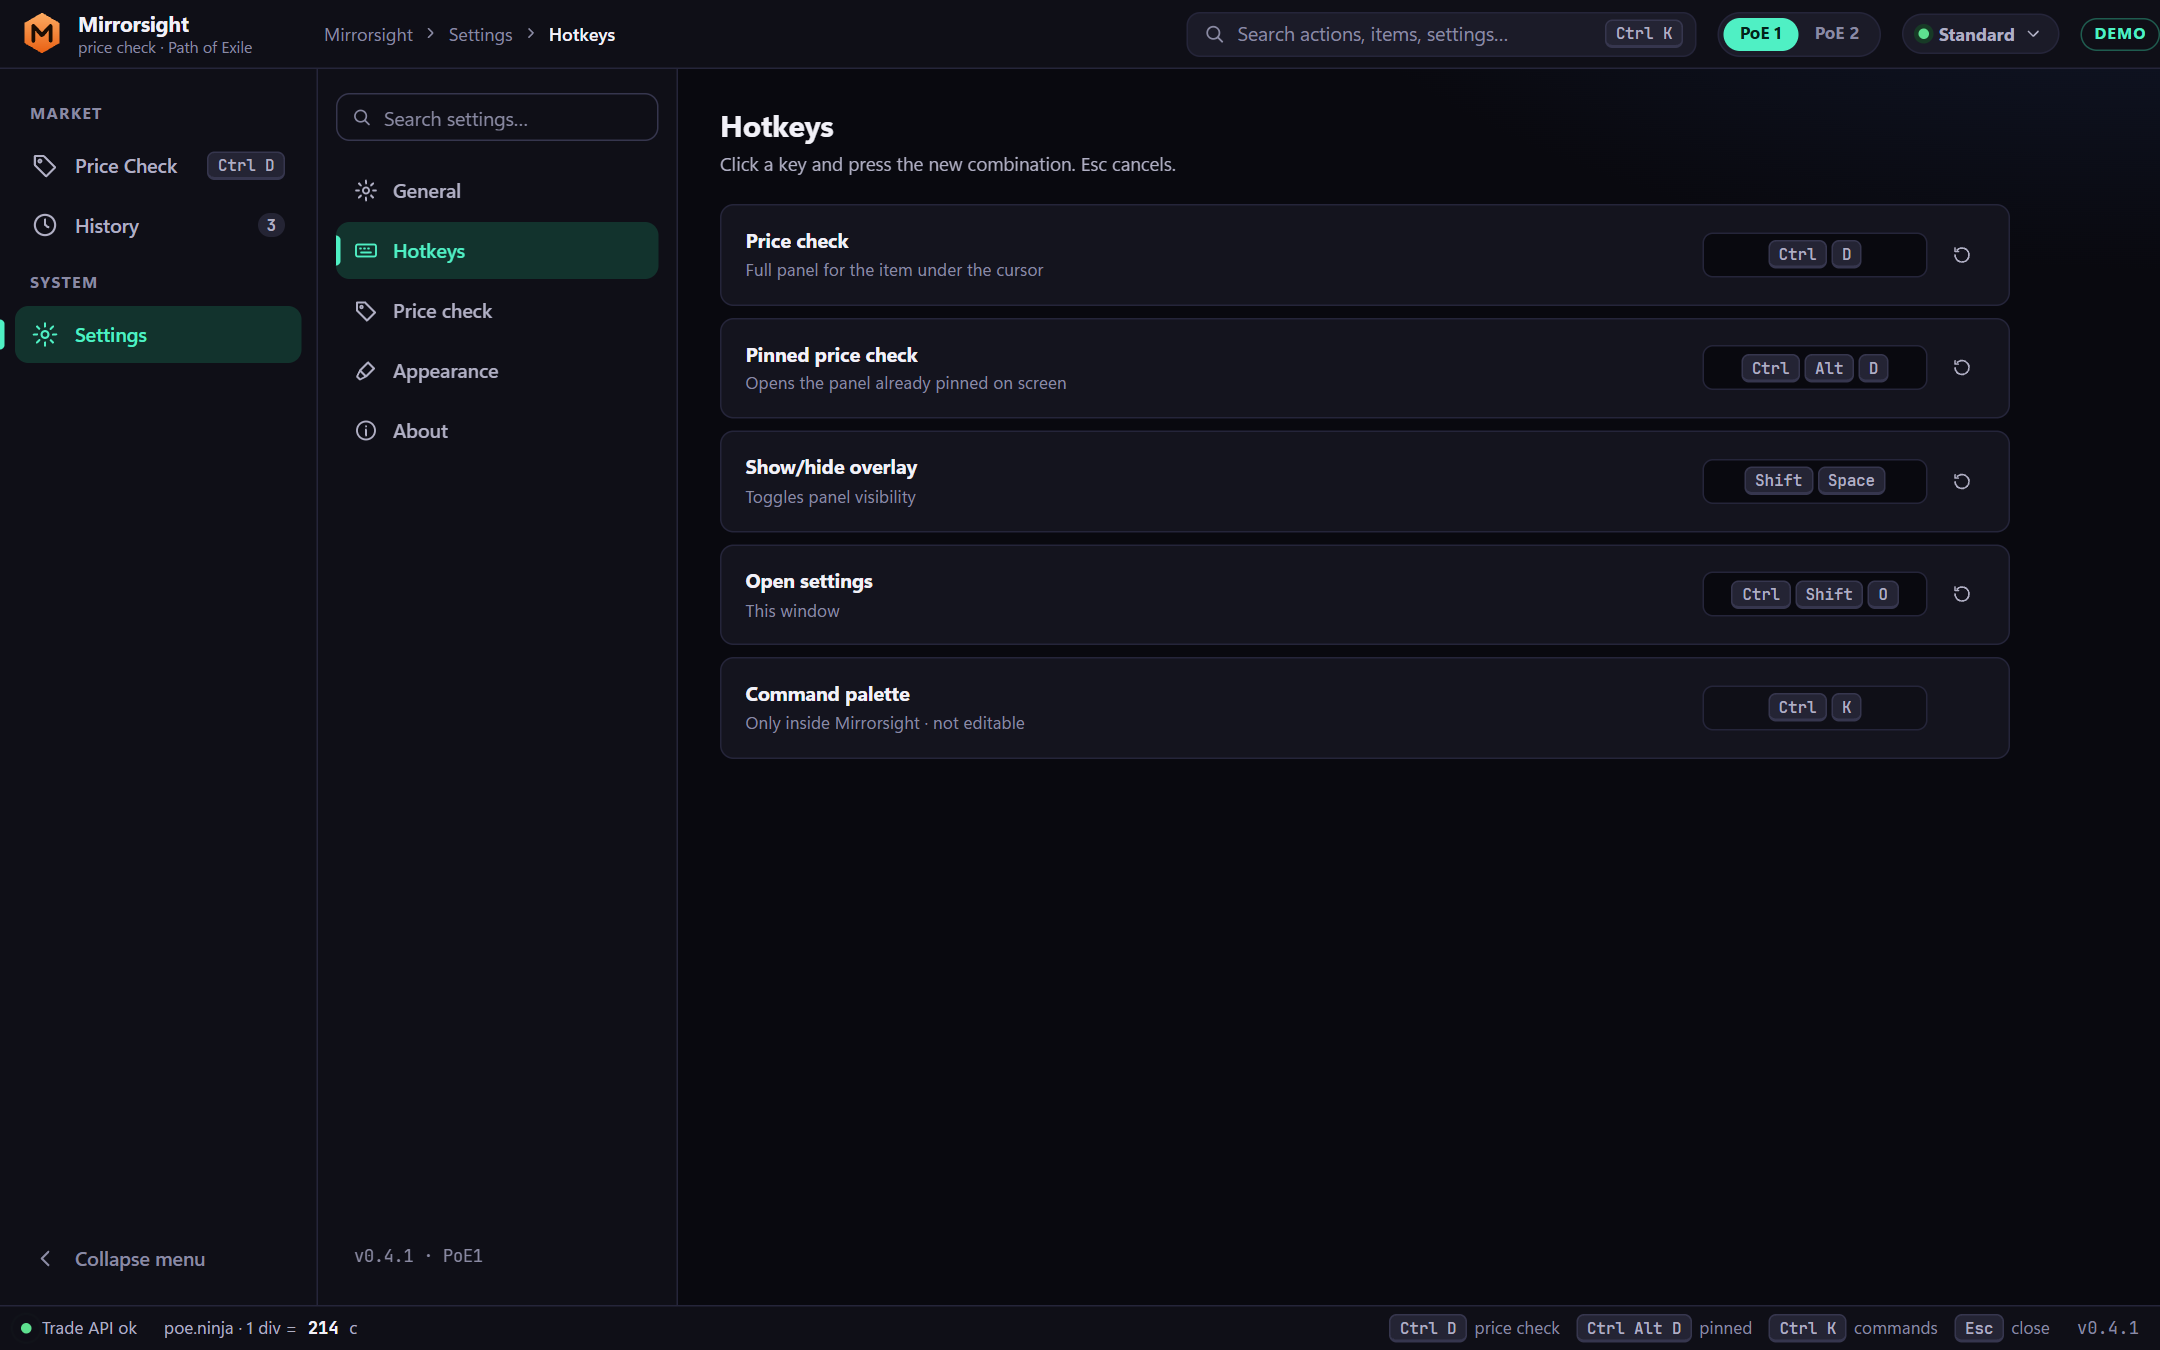 Mirrorsight
price check · Path of Exile
Mirrorsight > Settings > Hotkeys
Search actions, items, settings... Ctrl K
PoE 1 PoE 2
Standard
DEMO
MARKET
Price Check Ctrl D
History 3
SYSTEM
Settings
Collapse menu
Search settings...
General
Hotkeys
Price check
Appearance
About
v0.4.1 · PoE1
Hotkeys
Click a key and press the new combination. Esc cancels.
Price check
Full panel for the item under the cursor
Ctrl D
Pinned price check
Opens the panel already pinned on screen
Ctrl Alt D
Show/hide overlay
Toggles panel visibility
Shift Space
Open settings
This window
Ctrl Shift O
Command palette
Only inside Mirrorsight · not editable
Ctrl K
Trade API ok poe.ninja · 1 div = 214 c
Ctrl D price check Ctrl Alt D pinned Ctrl K commands Esc close v0.4.1